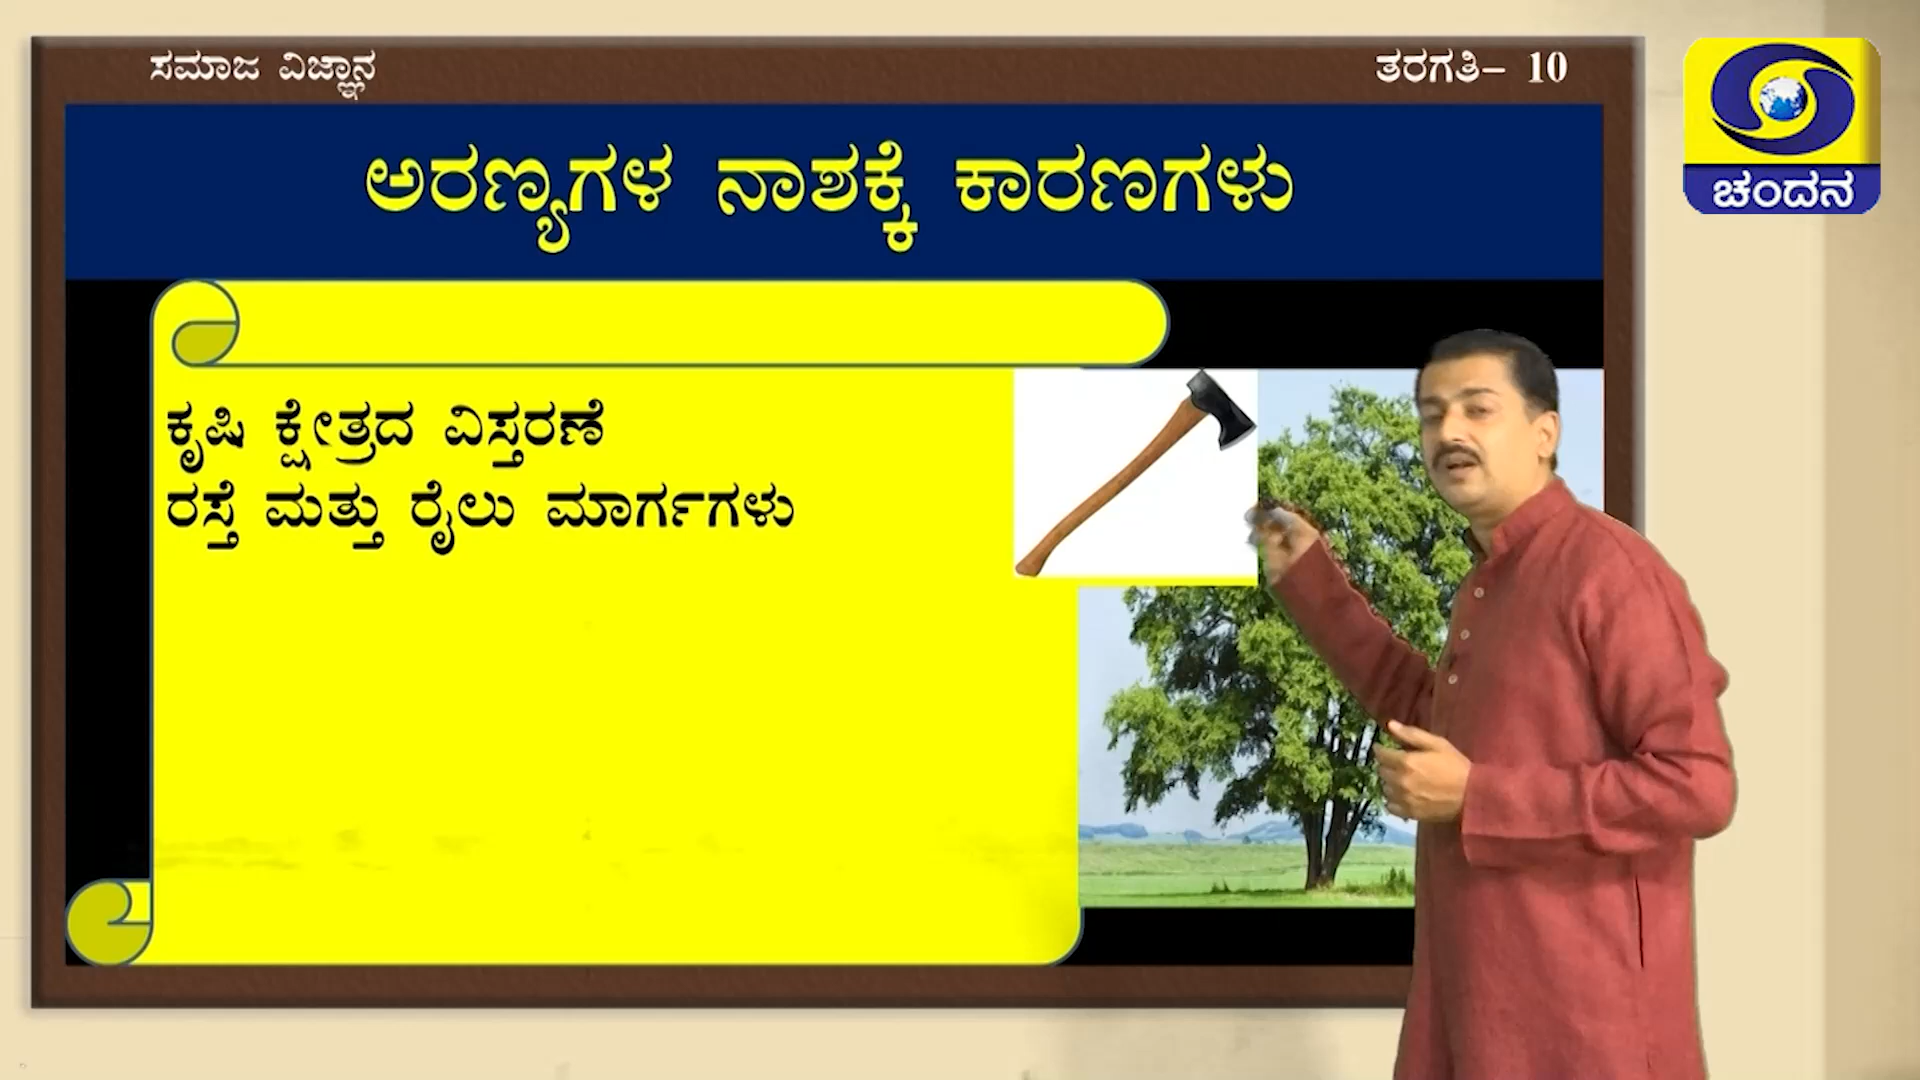 ಸಮಾಜ ವಿಜ್ಞಾನ
ತರಗತಿ– 10
ಚಂದನ
ಅರಣ್ಯಗಳ ನಾಶಕ್ಕೆ ಕಾರಣಗಳು
ಕೃಷಿ ಕ್ಷೇತ್ರದ ವಿಸ್ತರಣೆ
ರಸ್ತೆ ಮತ್ತು ರೈಲು ಮಾರ್ಗಗಳು